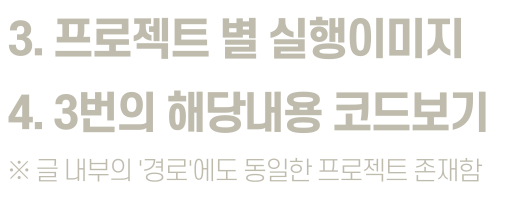 3. 프로젝트 별 실행이미지
4. 3번의 해당내용 코드보기
※ 글 내부의 '경로'에도 동일한 프로젝트 존재함